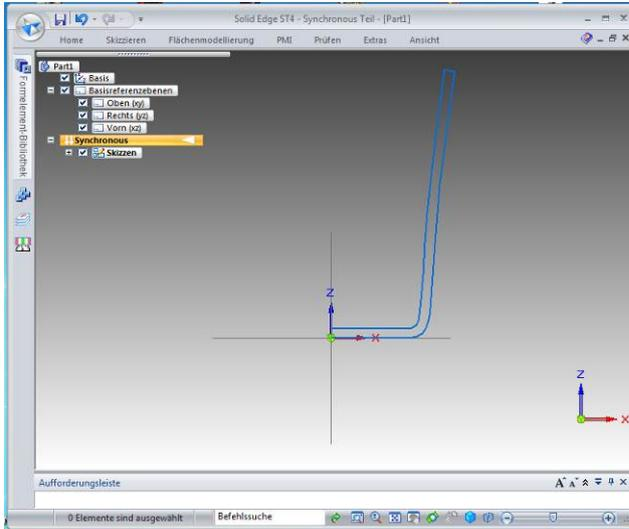 Solid Edge ST4 - Synchronous Teil - [Part1]
Home Skizzieren Flächenmodellierung PMI Prüfen Extras Ansicht
Formelement-Bibliothek
Part1
Basis
Basisreferenzebenen
Oben (xy)
Rechts (yz)
Vorn (xz)
Synchronous
Skizzen
Z
X
Z
X
Aufforderungsleiste
0 Elemente sind ausgewählt Befehlssuche